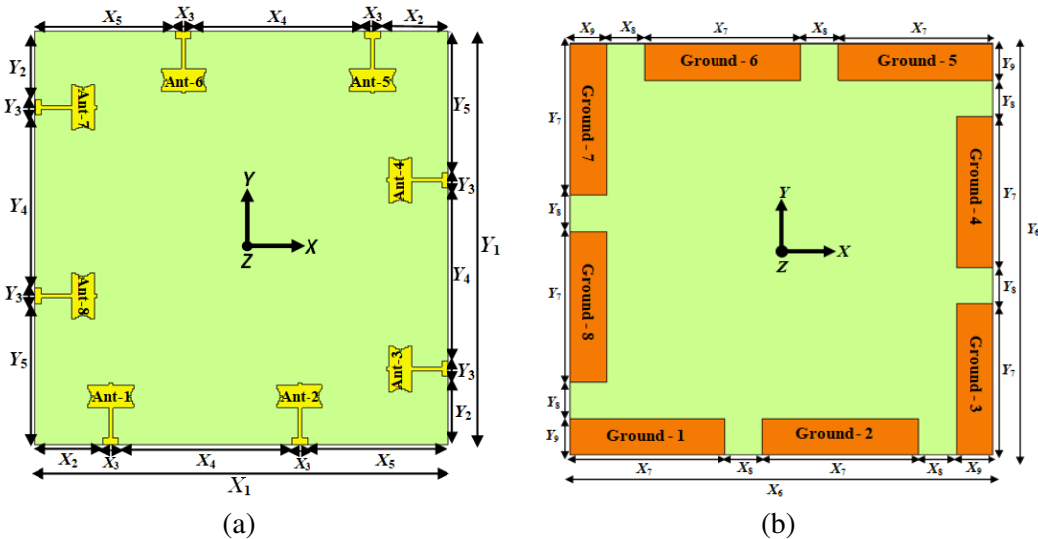 X5 X3 X4 X3 X2
Y2
Y3
Y4
Y3
Y5
Ant-6
Ant-5
Ant-7
Ant-4
Ant-8
Ant-3
Ant-1
Ant-2
Y
X
Z
Y5
Y3
Y4
Y3
Y2
Y1
X2 X3 X4 X3 X5
X1
(a)
X9 X8 X7 X8 X7
Y7
Y8
Y7
Y8
Y9
Ground - 6
Ground - 5
Ground - 7
Ground - 4
Ground - 8
Ground - 3
Ground - 1
Ground - 2
Y
X
Z
Y9
Y8
Y7
Y8
Y7
Y6
X7 X8 X7 X8 X9
X6
(b)